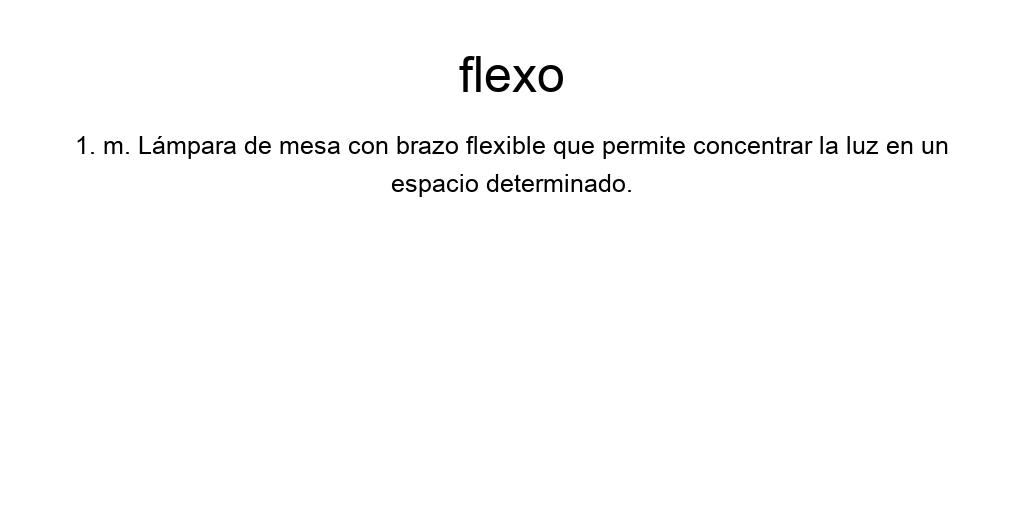 flexo
1. m. Lámpara de mesa con brazo flexible que permite concentrar la luz en un
espacio determinado.